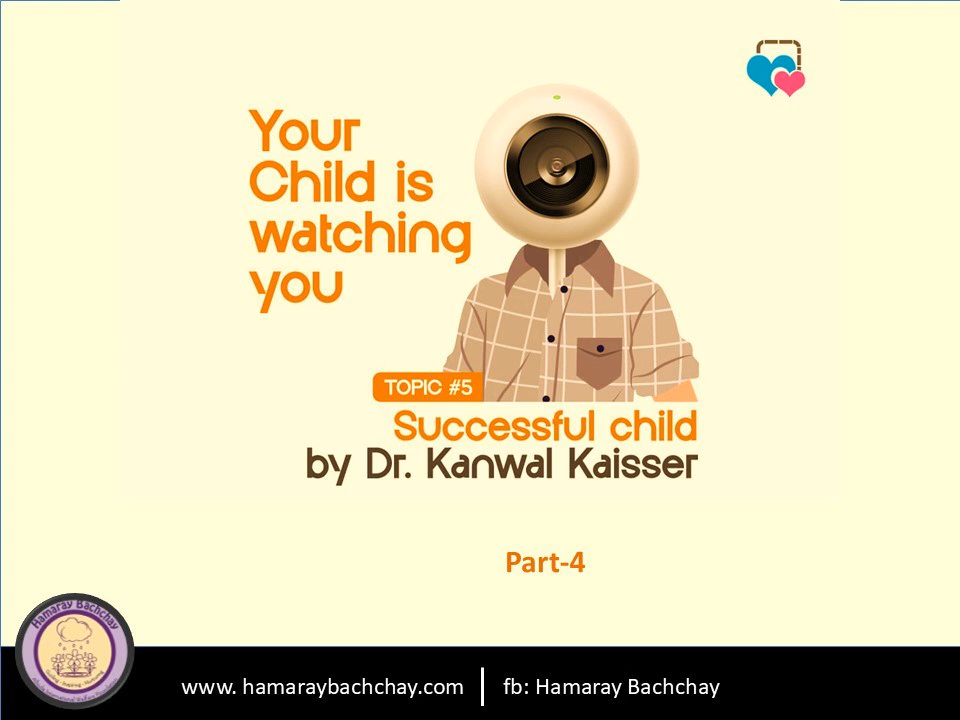 Your
Child is
watching
you
TOPIC #5
Successful child
by Dr. Kanwal Kaisser
Part-4
Hamaray Bachchay
www. hamaraybachchay.com
fb: Hamaray Bachchay